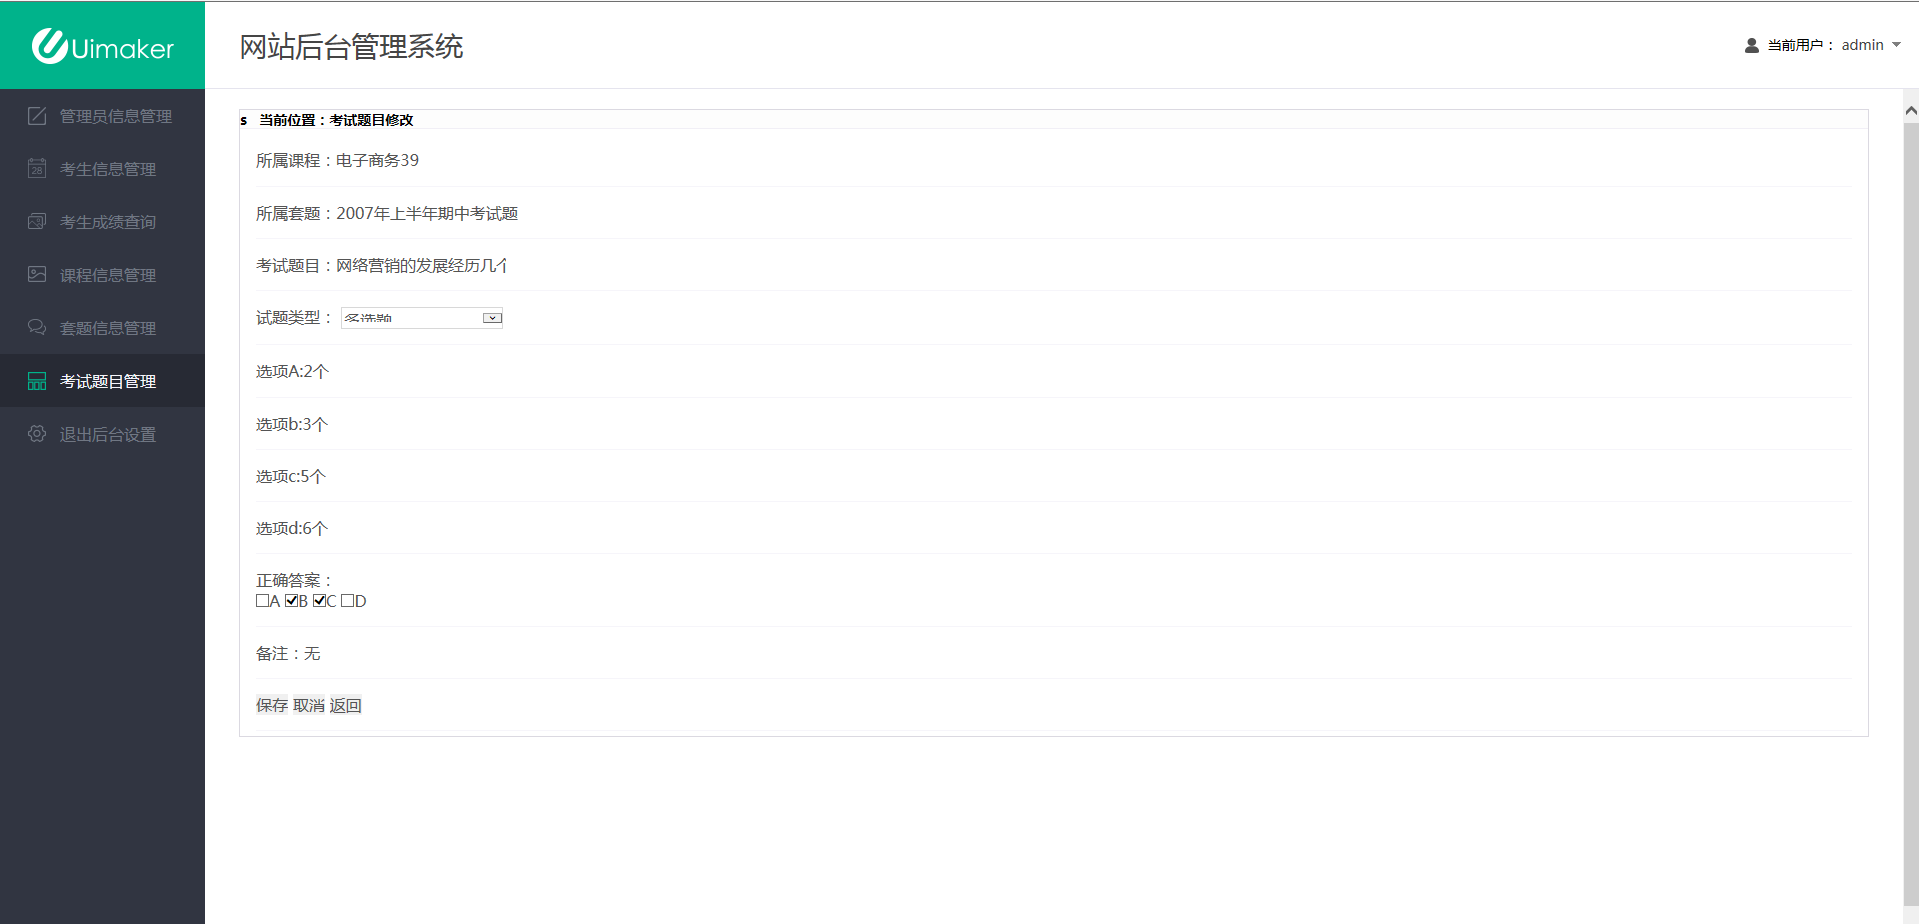 Uimaker
网站后台管理系统
当前用户： admin
管理员信息管理
28
考生信息管理
考生成绩查询
课程信息管理
套题信息管理
考试题目管理
退出后台设置
s 当前位置：考试题目修改
所属课程：电子商务39
所属套题：2007年上半年期中考试题
考试题目：网络营销的发展经历几个
试题类型： 多选题
选项A:2个
选项b:3个
选项c:5个
选项d:6个
正确答案：
A B C D
备注：无
保存 取消 返回